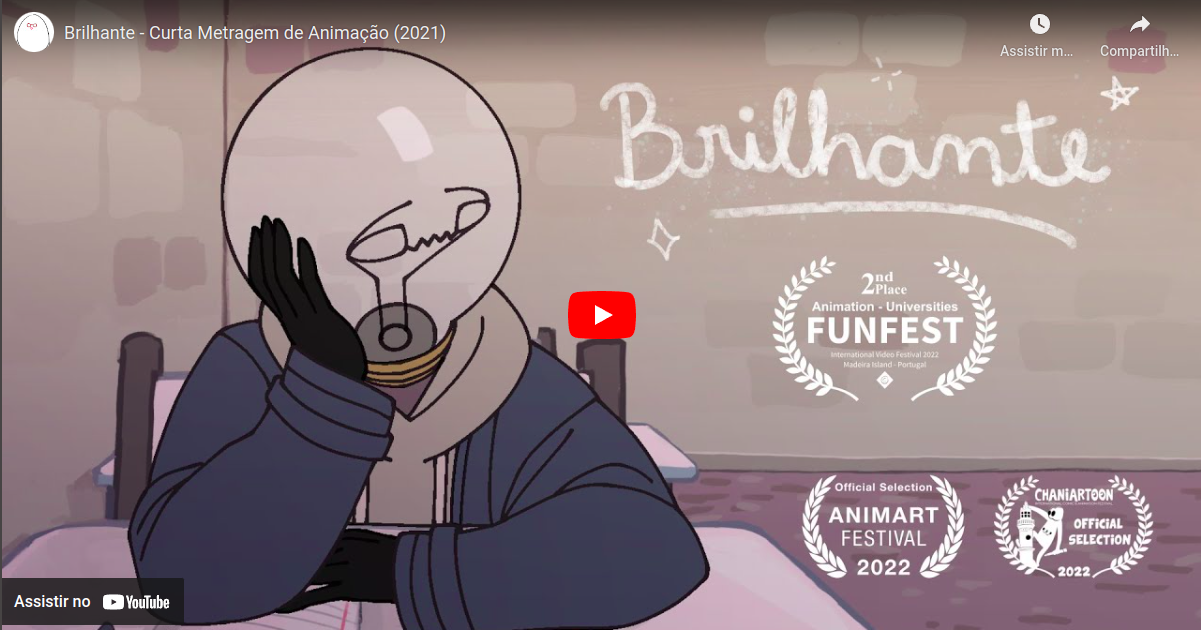 Brilhante - Curta Metragem de Animação (2021)
Assistir m...
Compartilh...
Brilhante
2nd
Place
Animation - Universities
FUNFEST
International Video Festival 2022
Madeira Island - Portugal
Official Selection
ANIMART
FESTIVAL
2022
CHANIARTOON
OFFICIAL
SELECTION
2022
Assistir no YouTube